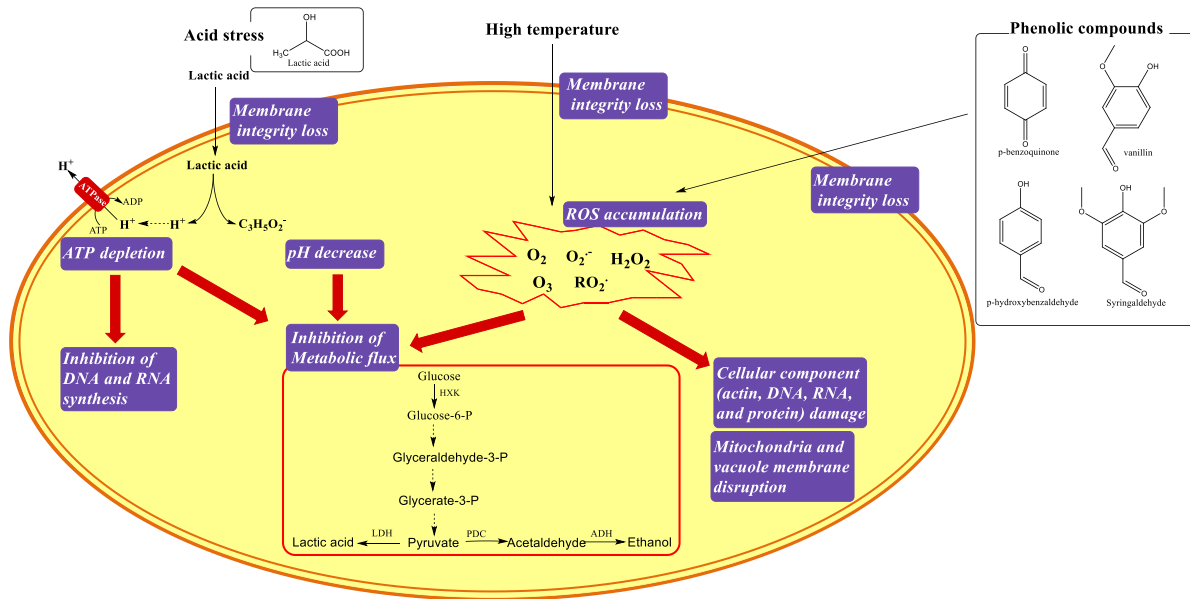 Acid stress
OH
H₃C
COOH
Lactic acid
Lactic acid
High temperature
Phenolic compounds
O
O
p-benzoquinone
O
OH
O
vanillin
OH
O
p-hydroxybenzaldehyde
OH
O
O
O
Syringaldehyde
Membrane
integrity loss
Membrane
integrity loss
Membrane
integrity loss
Lactic acid
H⁺
ATPase
ADP
ATP
H⁺
H⁺
C₃H₅O₂⁻
ATP depletion
pH decrease
ROS accumulation
O₂
O₂·⁻
H₂O₂
O₃
RO₂·
Inhibition of
DNA and RNA
synthesis
Inhibition of
Metabolic flux
Cellular component
(actin, DNA, RNA,
and protein) damage
Mitochondria and
vacuole membrane
disruption
Glucose
HXK
Glucose-6-P
Glyceraldehyde-3-P
Glycerate-3-P
Lactic acid
LDH
Pyruvate
PDC
Acetaldehyde
ADH
Ethanol